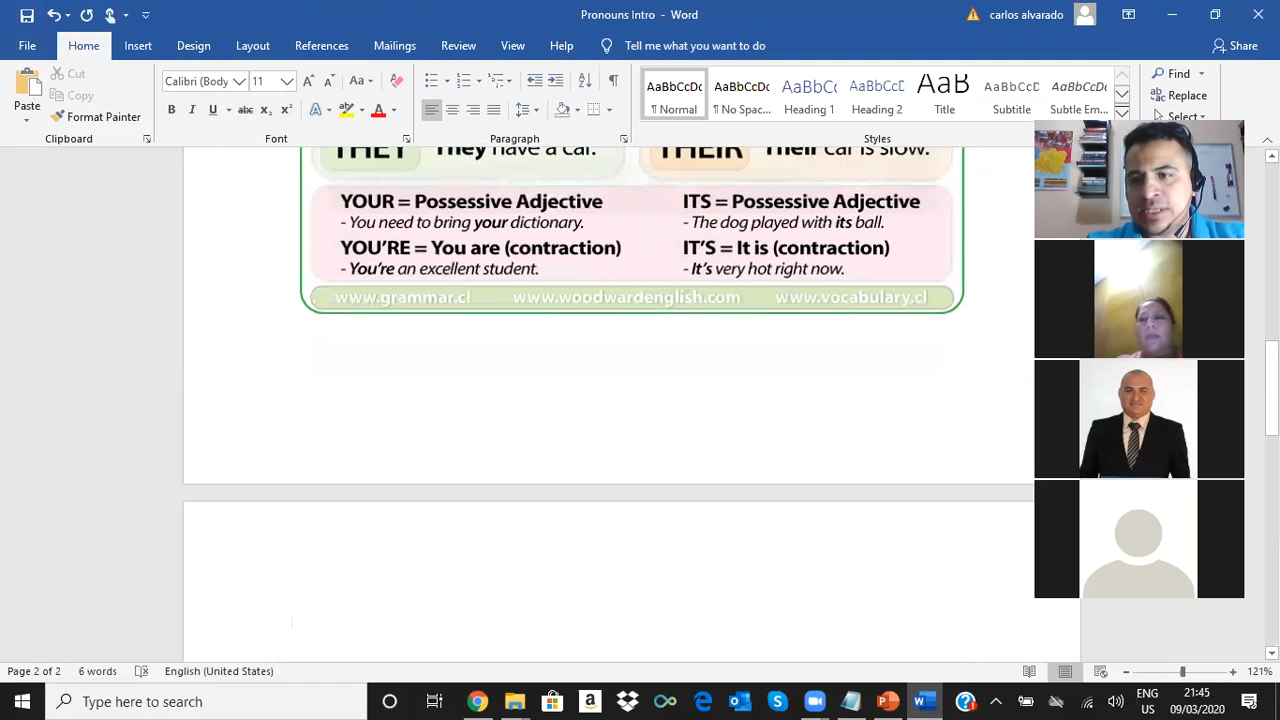 Pronouns Intro - Word
carlos alvarado
File Home Insert Design Layout References Mailings Review View Help Tell me what you want to do Share
Paste
Cut
Copy
Format Painter
Clipboard
Calibri (Body 11
Font
Paragraph
AaBbCcDc AaBbCcDc AaBbCc AaBbCcD AaB AaBbCcD AaBbCcDc
¶ Normal ¶ No Spac... Heading 1 Heading 2 Title Subtitle Subtle Em...
Styles
Find
Replace
Select
THEY They have a car. THEIR Their car is slow.
YOUR = Possessive Adjective
- You need to bring your dictionary.
YOU'RE = You are (contraction)
- You're an excellent student.
ITS = Possessive Adjective
- The dog played with its ball.
IT'S = It is (contraction)
- It's very hot right now.
www.grammar.cl www.woodwardenglish.com www.vocabulary.cl
Page 2 of 2 6 words English (United States) 121%
Type here to search
ENG
US
21:45
09/03/2020